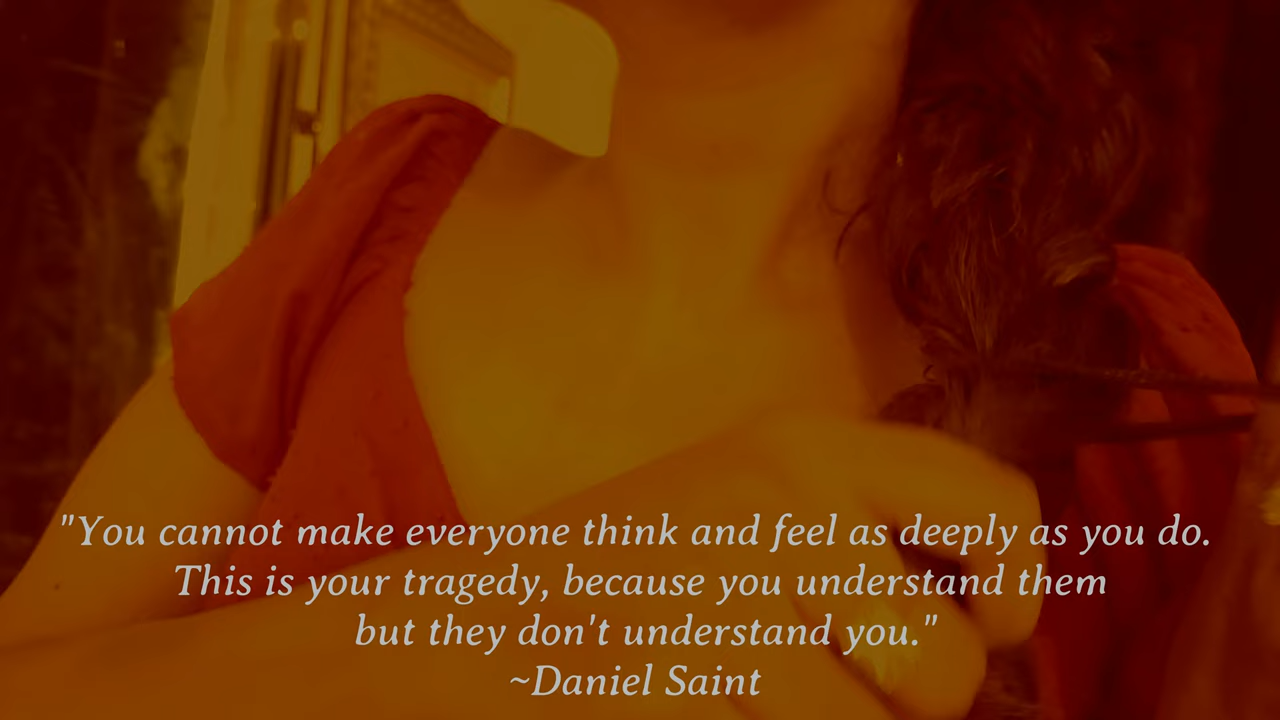 "You cannot make everyone think and feel as deeply as you do.
This is your tragedy, because you understand them
but they don't understand you."
~Daniel Saint